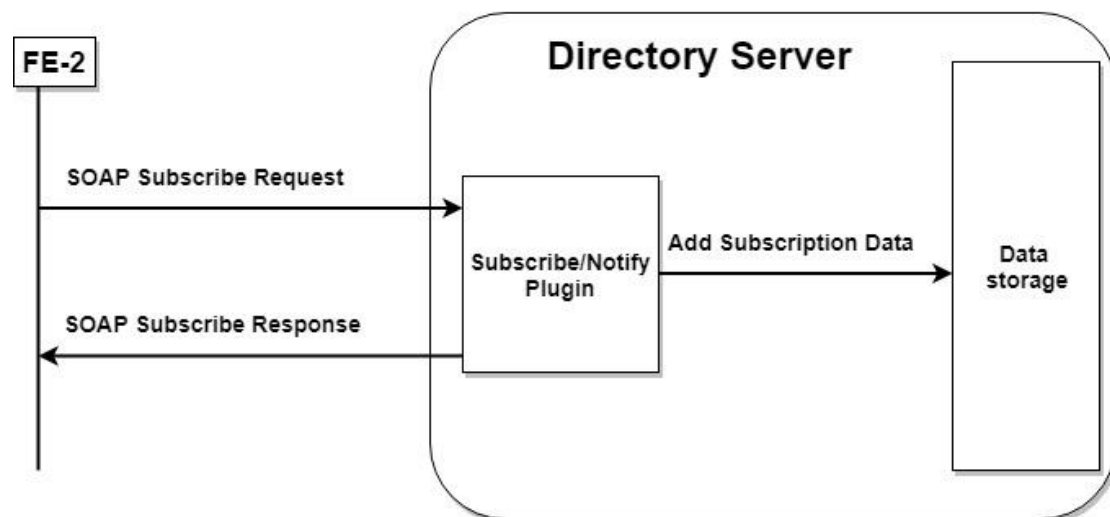 Directory Server
FE-2
SOAP Subscribe Request
Add Subscription Data
Subscribe/Notify
Plugin
Data
storage
SOAP Subscribe Response